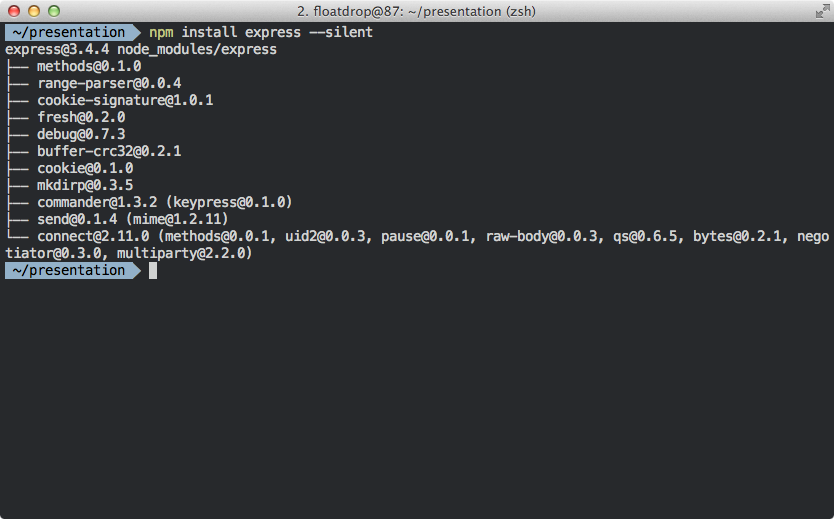 2. floatdrop@87: ~/presentation (zsh)
~/presentation npm install express --silent
express@3.4.4 node_modules/express
├── methods@0.1.0
├── range-parser@0.0.4
├── cookie-signature@1.0.1
├── fresh@0.2.0
├── debug@0.7.3
├── buffer-crc32@0.2.1
├── cookie@0.1.0
├── mkdirp@0.3.5
├── commander@1.3.2 (keypress@0.1.0)
├── send@0.1.4 (mime@1.2.11)
└── connect@2.11.0 (methods@0.0.1, uid2@0.0.3, pause@0.0.1, raw-body@0.0.3, qs@0.6.5, bytes@0.2.1, nego
tiator@0.3.0, multiparty@2.2.0)
~/presentation